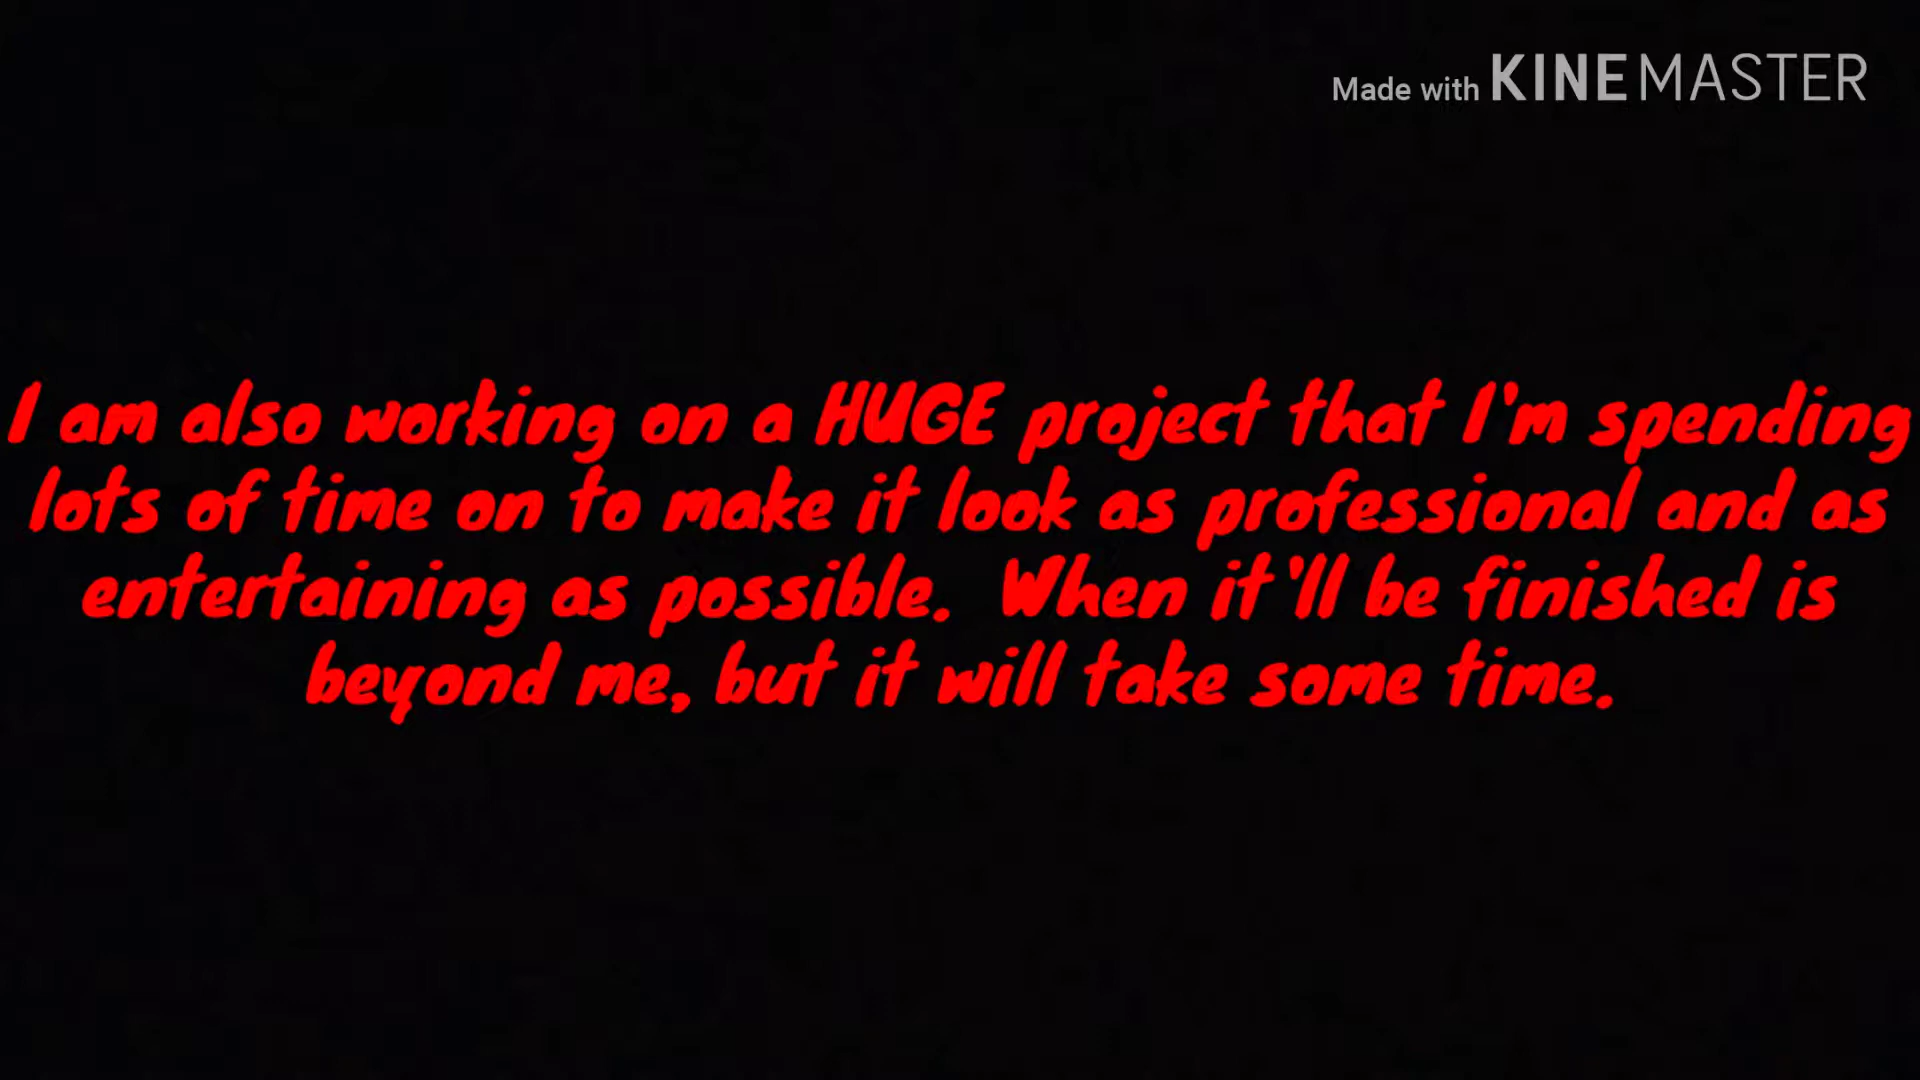 Made with KINEMASTER
I am also working on a HUGE project that I'm spending
lots of time on to make it look as professional and as
entertaining as possible.  When it'll be finished is
beyond me, but it will take some time.